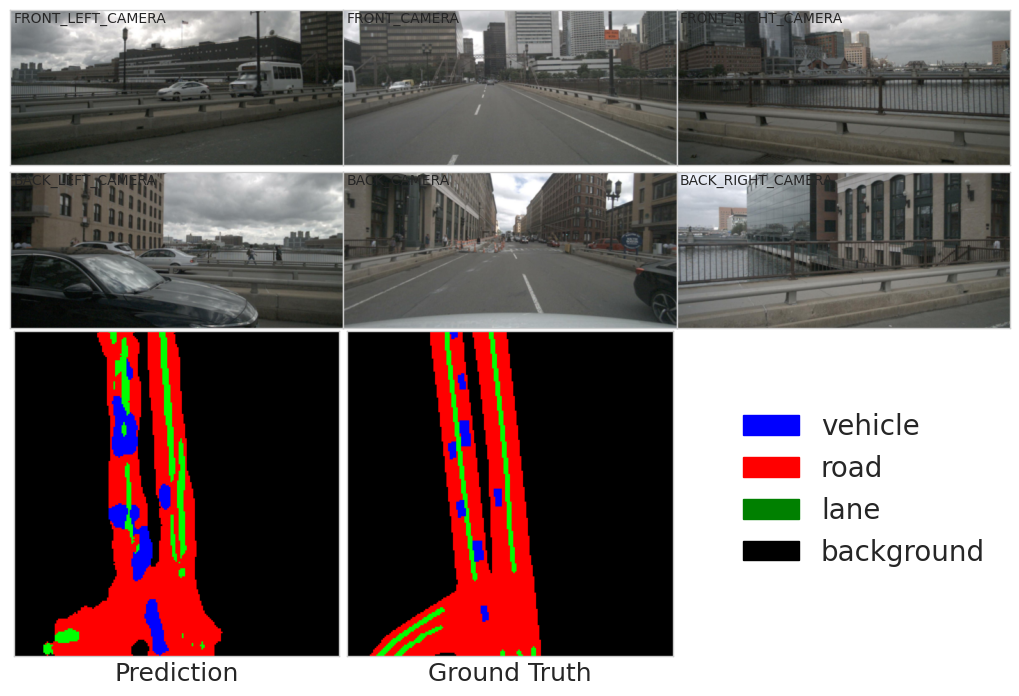 FRONT_LEFT_CAMERA
FRONT_CAMERA
FRONT_RIGHT_CAMERA
BACK_LEFT_CAMERA
BACK_CAMERA
BACK_RIGHT_CAMERA
vehicle
road
lane
background
Prediction
Ground Truth